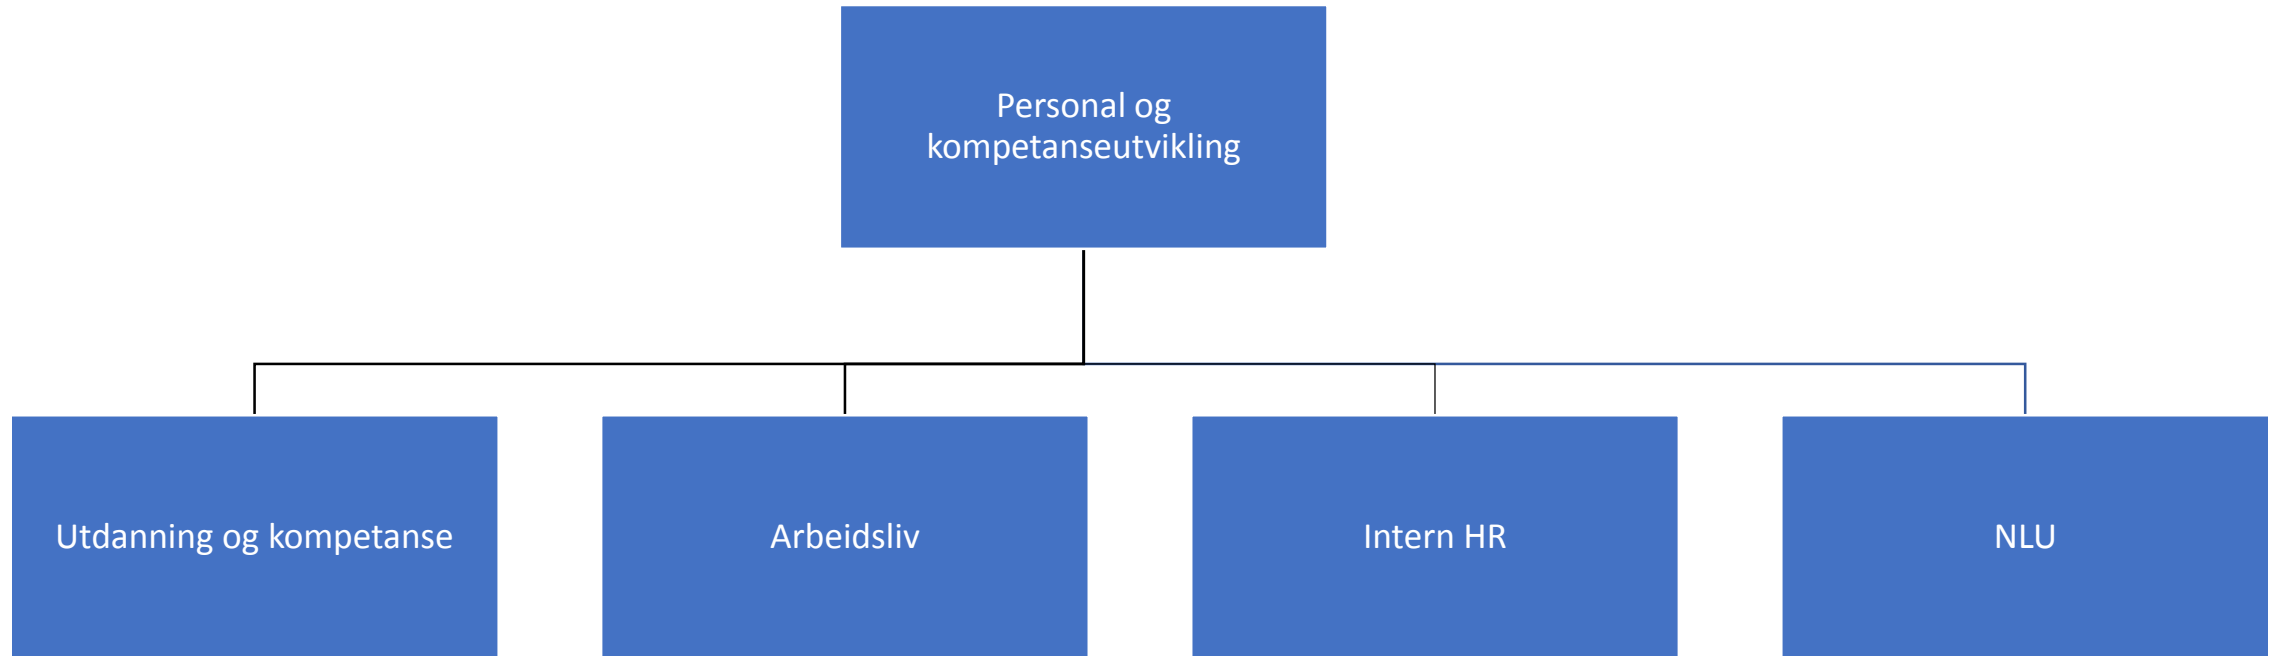 Personal og
kompetanseutvikling
Utdanning og kompetanse
Arbeidsliv
Intern HR
NLU